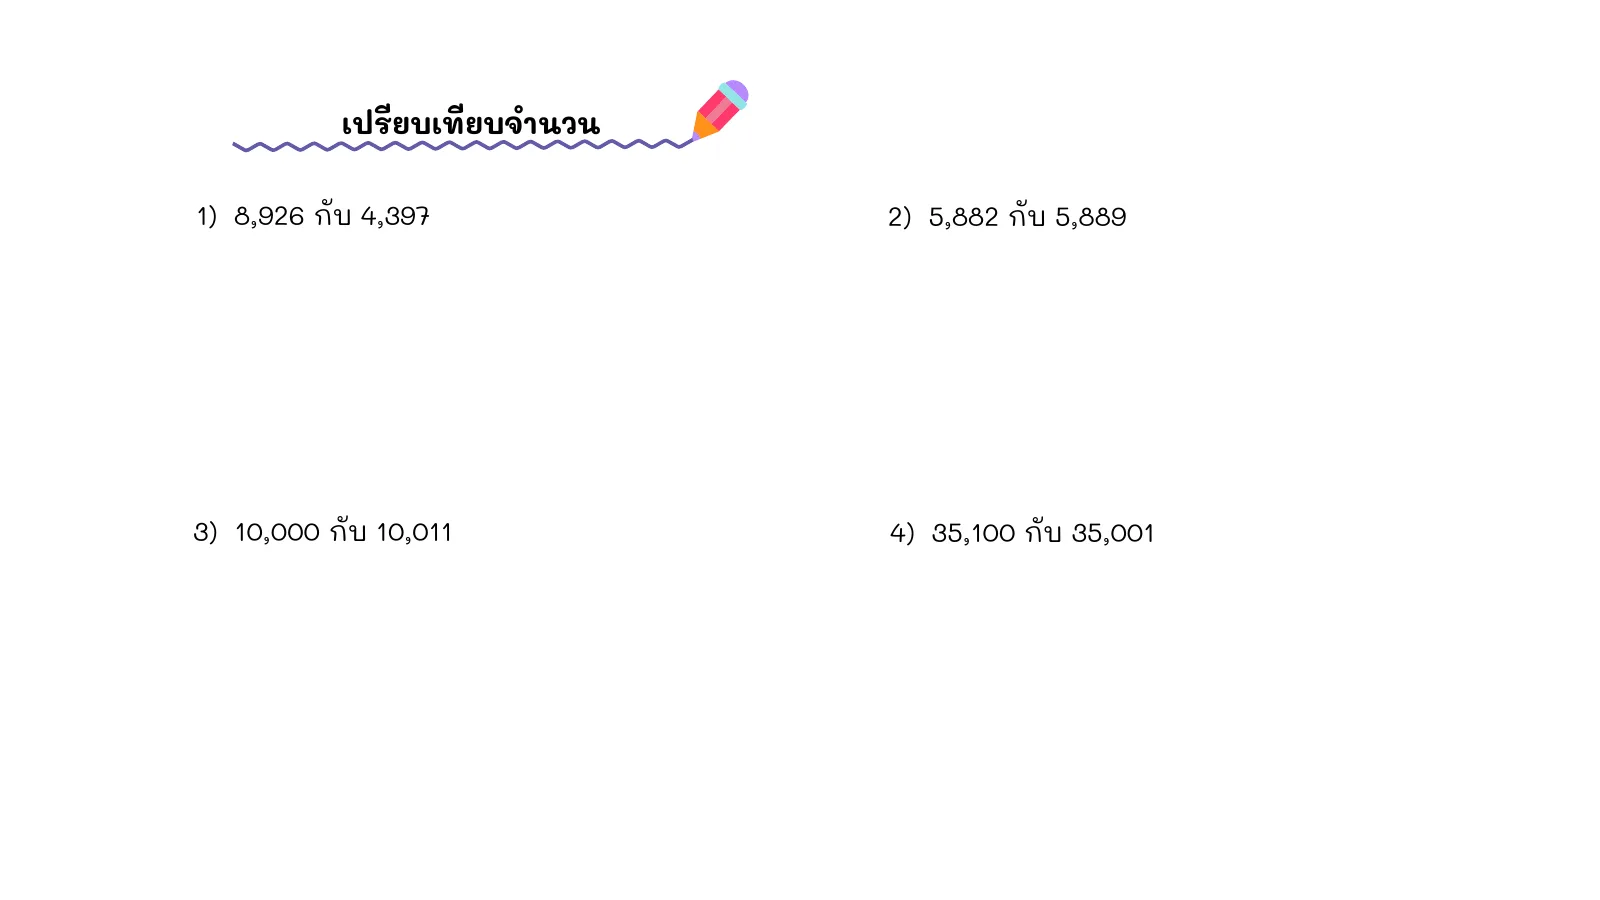 เปรียบเทียบจำนวน
1) 8,926 กับ 4,397
2) 5,882 กับ 5,889
3) 10,000 กับ 10,011
4) 35,100 กับ 35,001